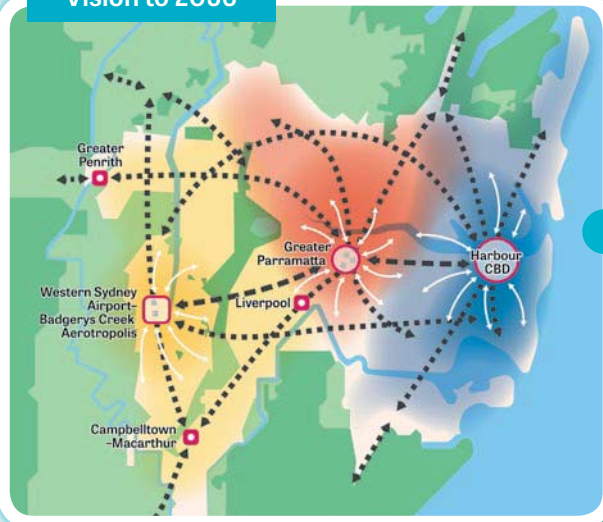 Vision to 2056
Greater
Penrith
Greater
Parramatta
Harbour
CBD
Western Sydney
Airport–
Badgerys Creek
Aerotropolis
Liverpool
Campbelltown
–Macarthur